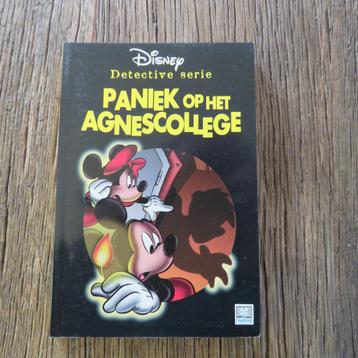 Disney
Detective serie
PANIEK OP HET
AGNESCOLLEGE